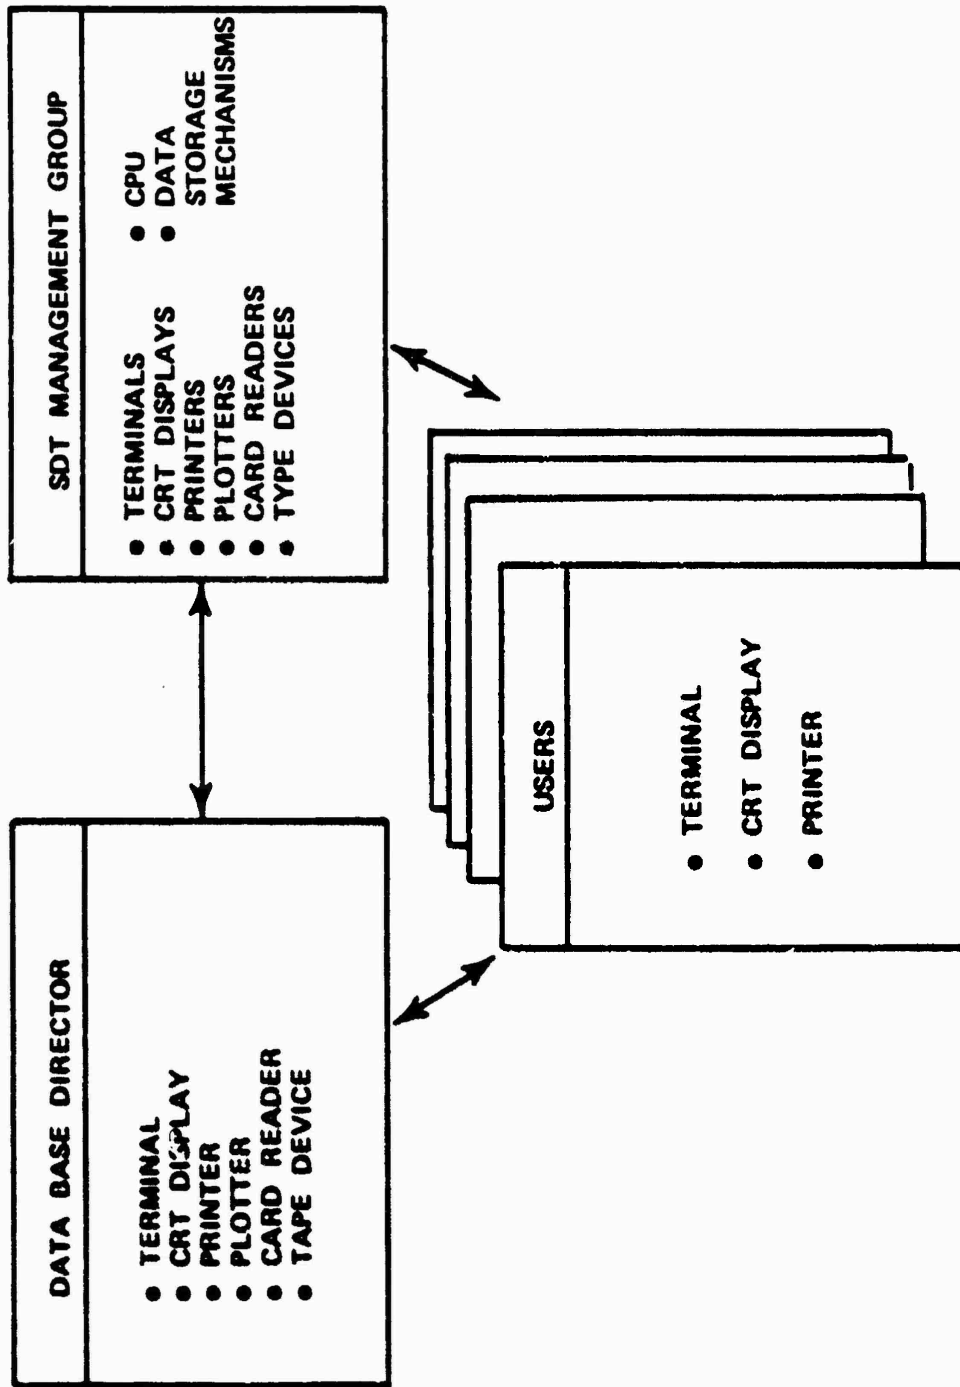 DATA BASE DIRECTOR
● TERMINAL
● CRT DISPLAY
● PRINTER
● PLOTTER
● CARD READER
● TAPE DEVICE
SDT MANAGEMENT GROUP
● TERMINALS
● CRT DISPLAYS
● PRINTERS
● PLOTTERS
● CARD READERS
● TYPE DEVICES
● CPU
● DATA
STORAGE
MECHANISMS
USERS
● TERMINAL
● CRT DISPLAY
● PRINTER